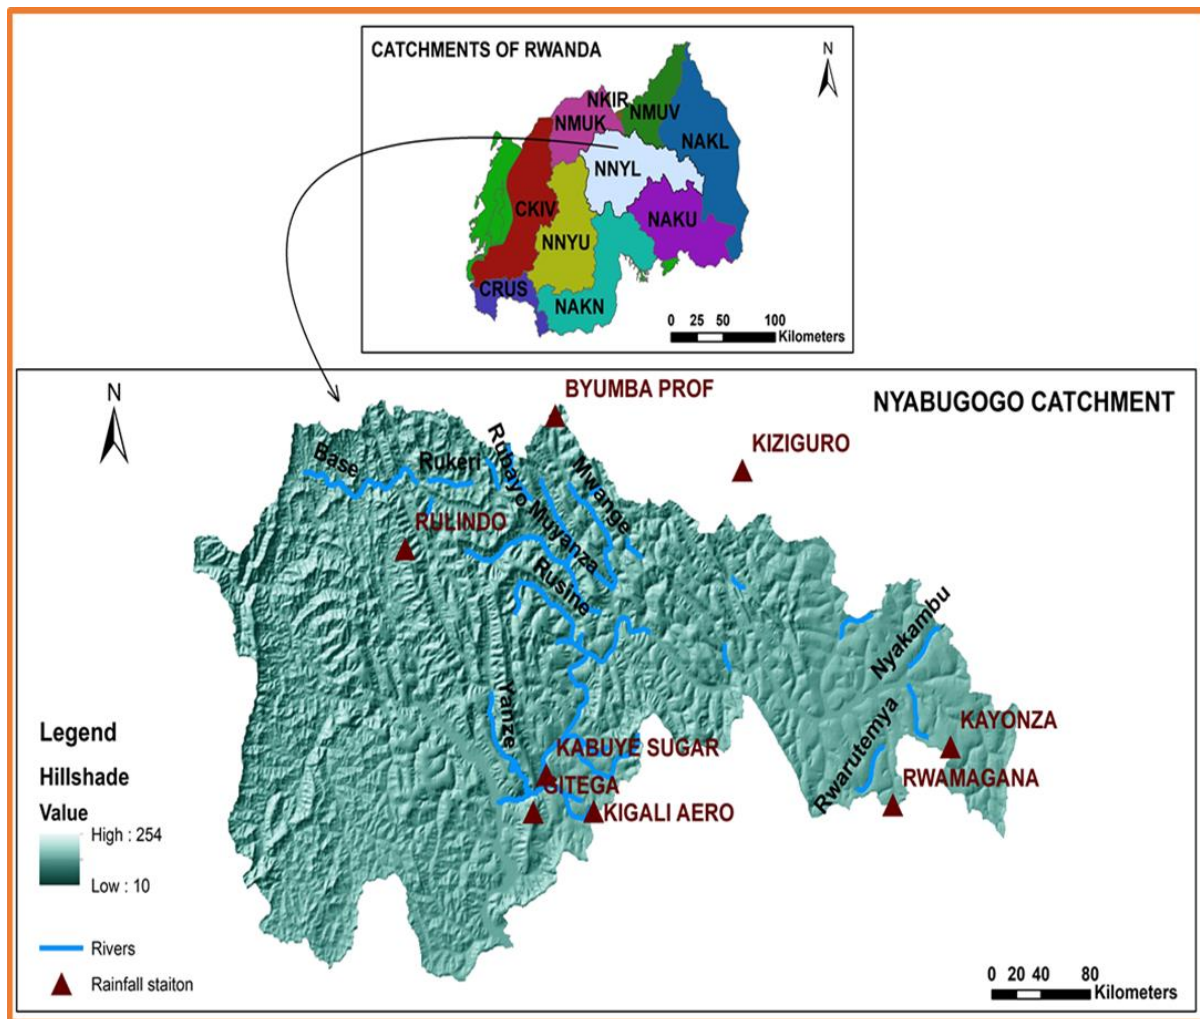 CATCHMENTS OF RWANDA
N
NKIR
NMUK
NMUV
NAKL
NNYL
CKIV
NAKU
NNYU
CRUS
NAKN
0 25 50 100
Kilometers
N
BYUMBA PROF
NYABUGOGO CATCHMENT
KIZIGURO
Base
Rukeri
Rubayo
Mwange
RULINDO
Muyanza
Rusine
Nyakambu
Yanze
KAYONZA
Rwarutemya
KABUYE SUGAR
RWAMAGANA
GITEGA
KIGALI AERO
Legend
Hillshade
Value
High : 254
Low : 10
Rivers
Rainfall staiton
0 20 40 80
Kilometers